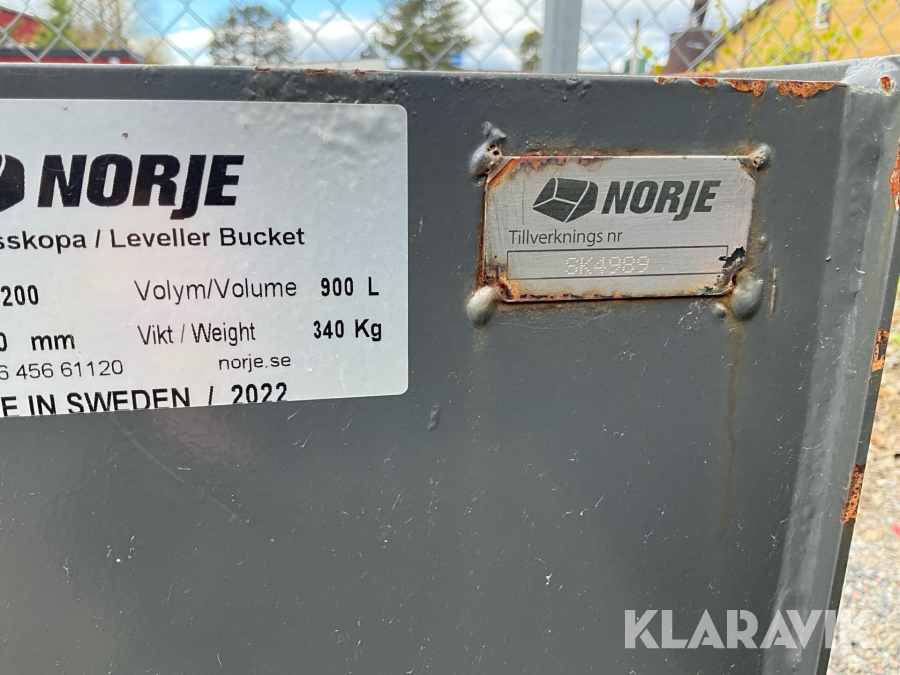 NORJE
sskopa / Leveller Bucket
200 Volym/Volume 900 L
0 mm Vikt / Weight 340 Kg
6 456 61120 norje.se
E IN SWEDEN / 2022
NORJE
Tillverknings nr
SK4989
KLARAVIK